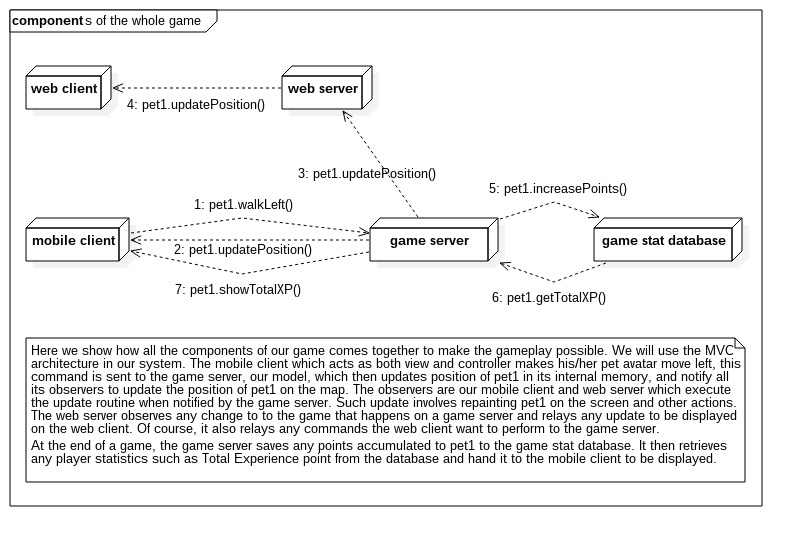 components of the whole game
web client
web server
4: pet1.updatePosition()
3: pet1.updatePosition()
5: pet1.increasePoints()
1: pet1.walkLeft()
mobile client
game server
game stat database
2: pet1.updatePosition()
7: pet1.showTotalXP()
6: pet1.getTotalXP()
Here we show how all the components of our game comes together to make the gameplay possible. We will use the MVC
architecture in our system. The mobile client which acts as both view and controller makes his/her pet avatar move left, this
command is sent to the game server, our model, which then updates position of pet1 in its internal memory, and notify all
its observers to update the position of pet1 on the map. The observers are our mobile client and web server which execute
the update routine when notified by the game server. Such update involves repainting pet1 on the screen and other actions.
The web server observes any change to to the game that happens on a game server and relays any update to be displayed
on the web client. Of course, it also relays any commands the web client want to perform to the game server.
At the end of a game, the game server saves any points accumulated to pet1 to the game stat database. It then retrieves
any player statistics such as Total Experience point from the database and hand it to the mobile client to be displayed.